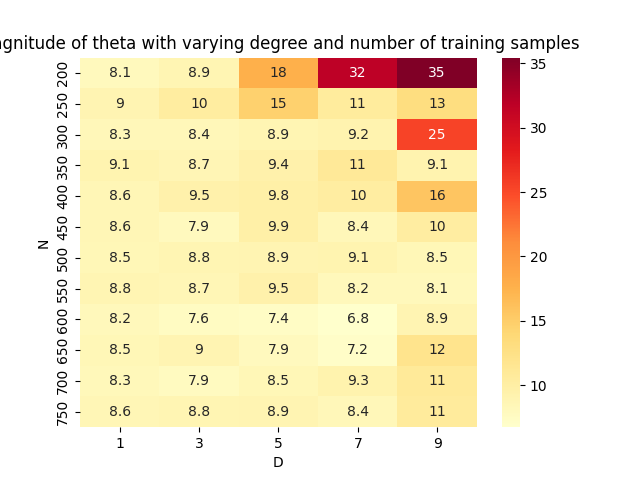 gnitude of theta with varying degree and number of training samples
200 8.1 8.9 18 32 35
250 9 10 15 11 13
300 8.3 8.4 8.9 9.2 25
350 9.1 8.7 9.4 11 9.1
400 8.6 9.5 9.8 10 16
450 8.6 7.9 9.9 8.4 10
500 8.5 8.8 8.9 9.1 8.5
550 8.8 8.7 9.5 8.2 8.1
600 8.2 7.6 7.4 6.8 8.9
650 8.5 9 7.9 7.2 12
700 8.3 7.9 8.5 9.3 11
750 8.6 8.8 8.9 8.4 11
N
1 3 5 7 9
D
35
30
25
20
15
10